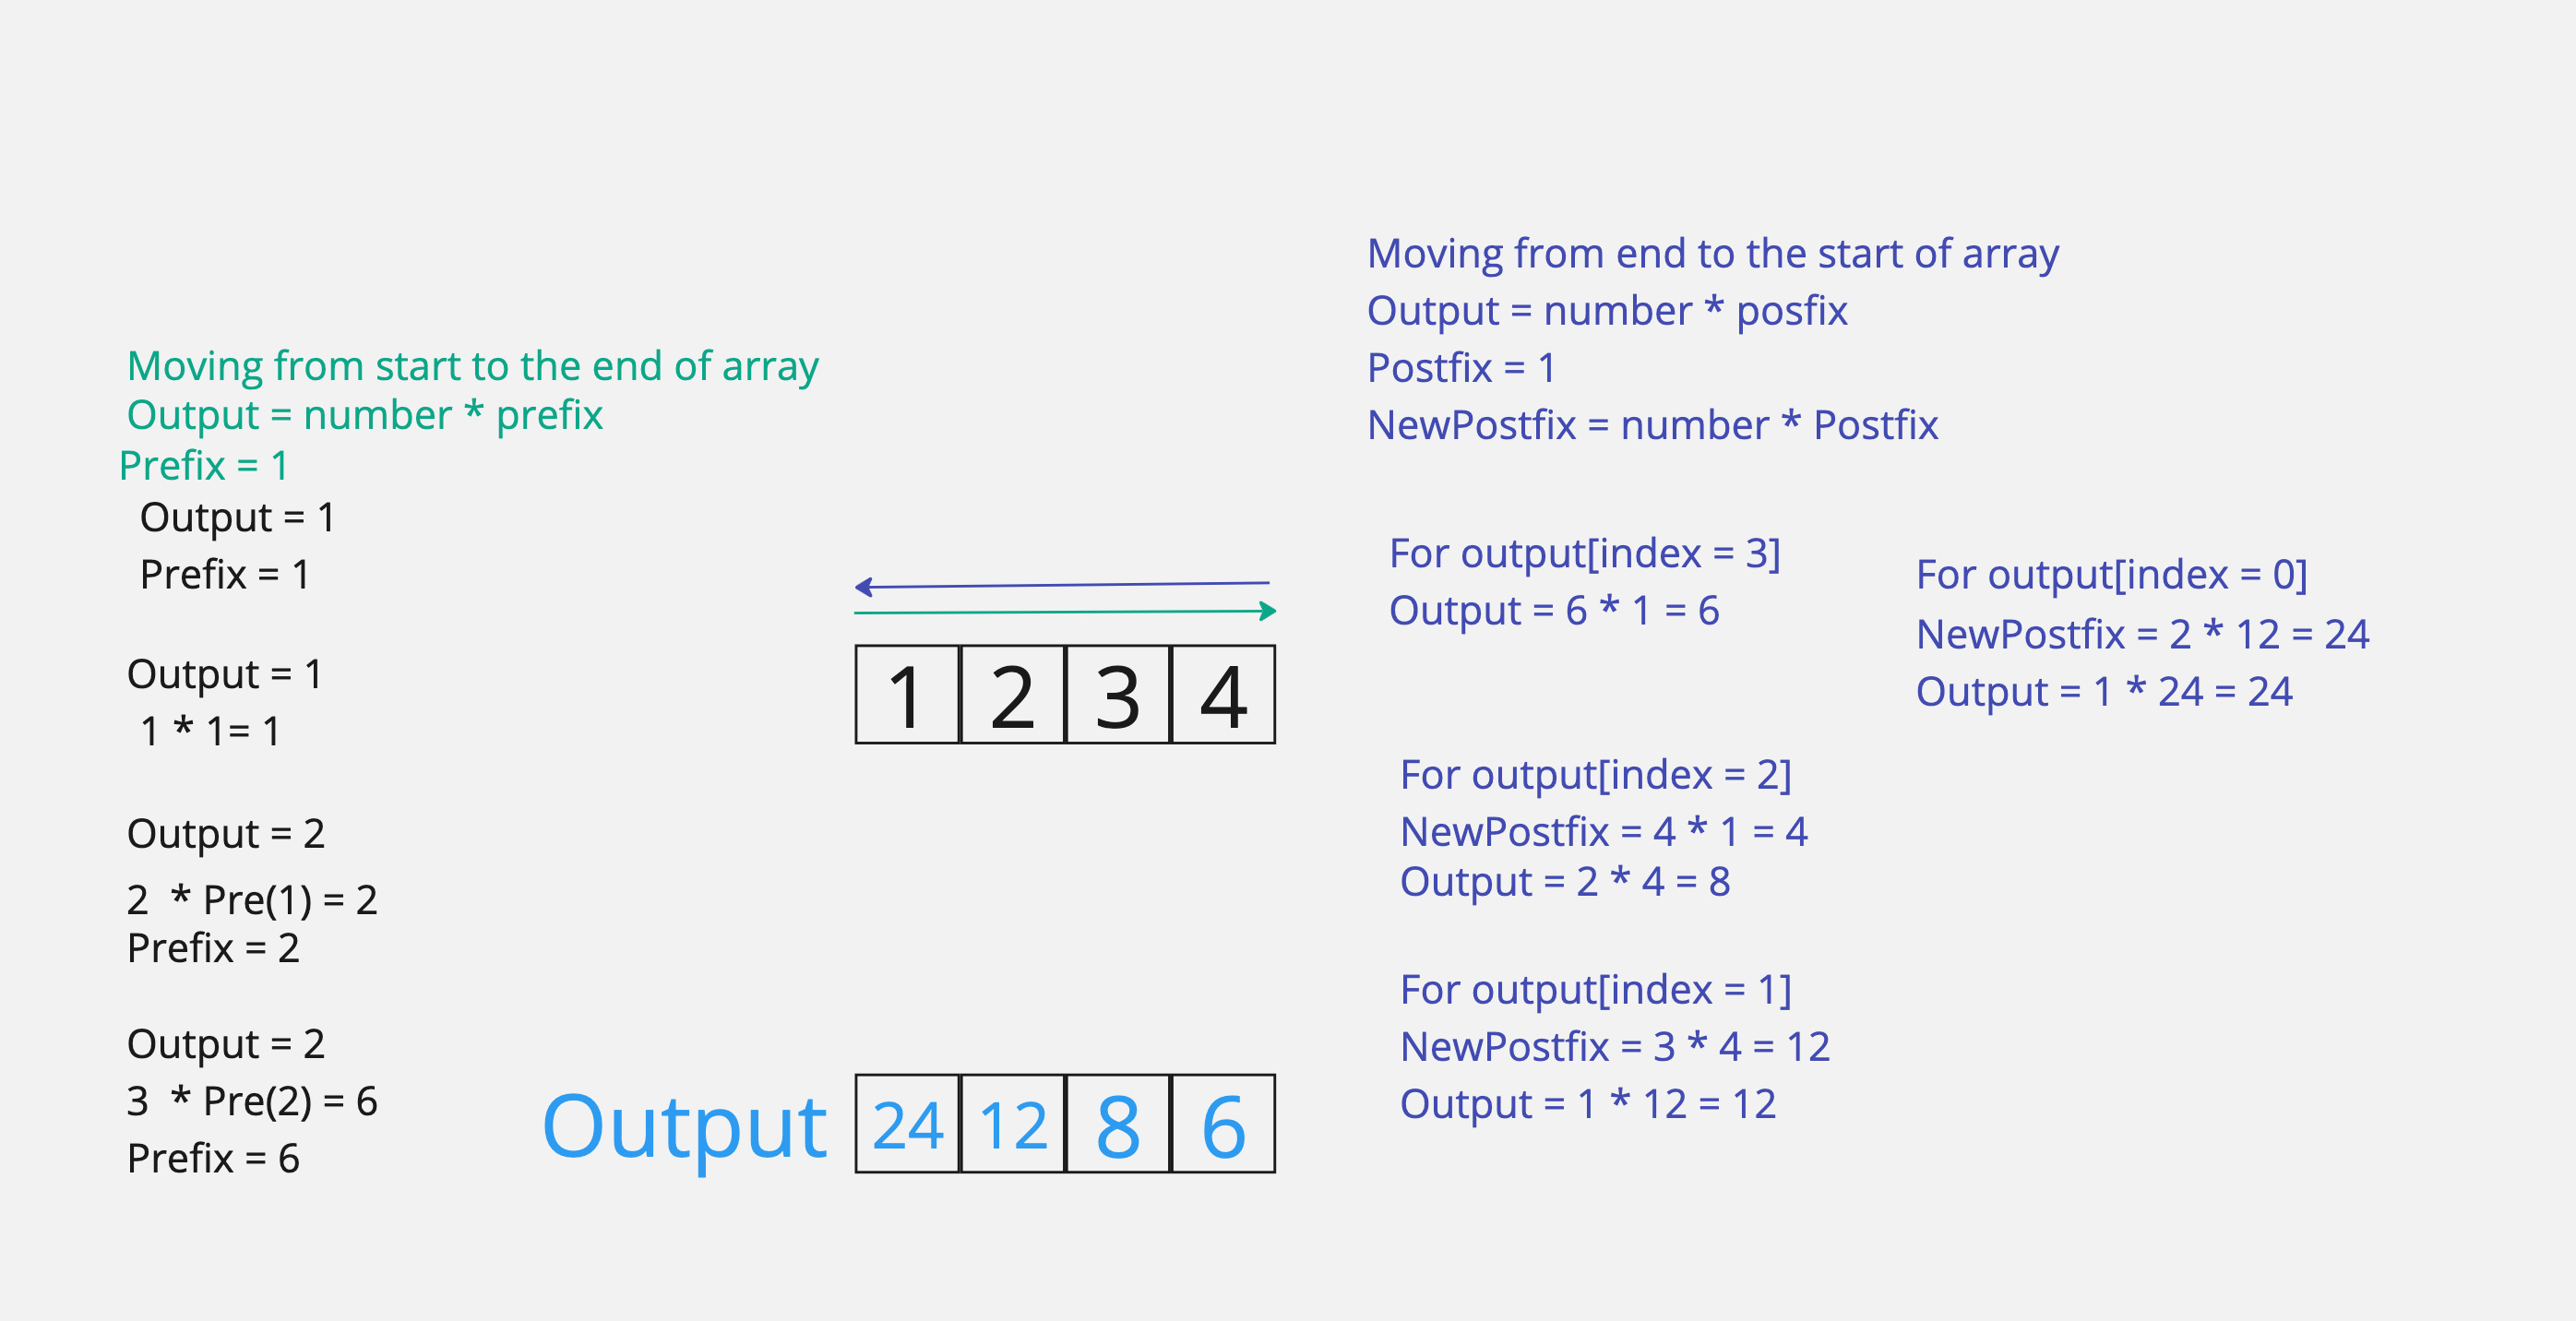 Moving from start to the end of array
Output = number * prefix
Prefix = 1
Output = 1
Prefix = 1
Output = 1
1 * 1= 1
Output = 2
2 * Pre(1) = 2
Prefix = 2
Output = 2
3 * Pre(2) = 6
Prefix = 6
1 2 3 4
Output 24 12 8 6
Moving from end to the start of array
Output = number * posfix
Postfix = 1
NewPostfix = number * Postfix
For output[index = 3]
Output = 6 * 1 = 6
For output[index = 2]
NewPostfix = 4 * 1 = 4
Output = 2 * 4 = 8
For output[index = 1]
NewPostfix = 3 * 4 = 12
Output = 1 * 12 = 12
For output[index = 0]
NewPostfix = 2 * 12 = 24
Output = 1 * 24 = 24